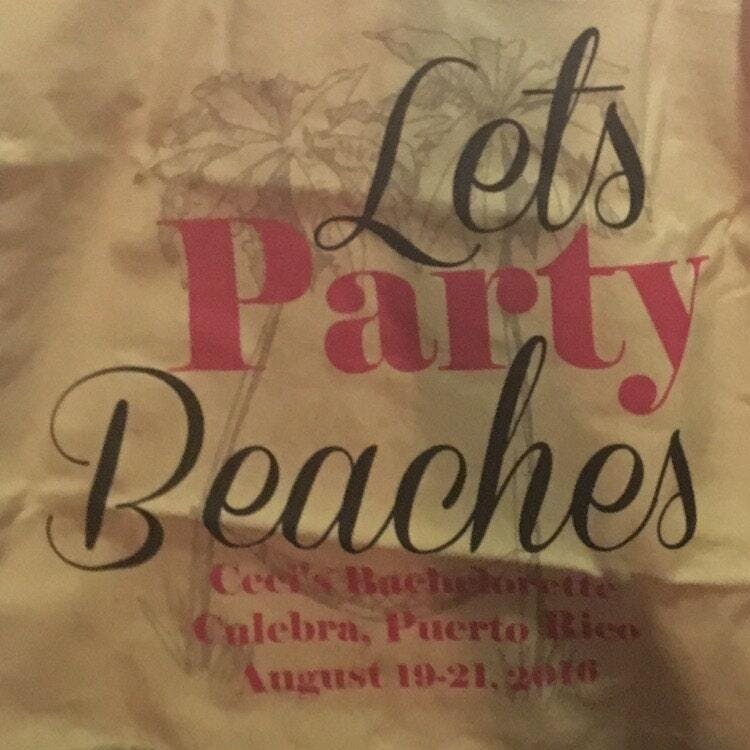 Lets
Party
Beaches
Ceci's Bachelorette
Culebra, Puerto Rico
August 19-21, 2016